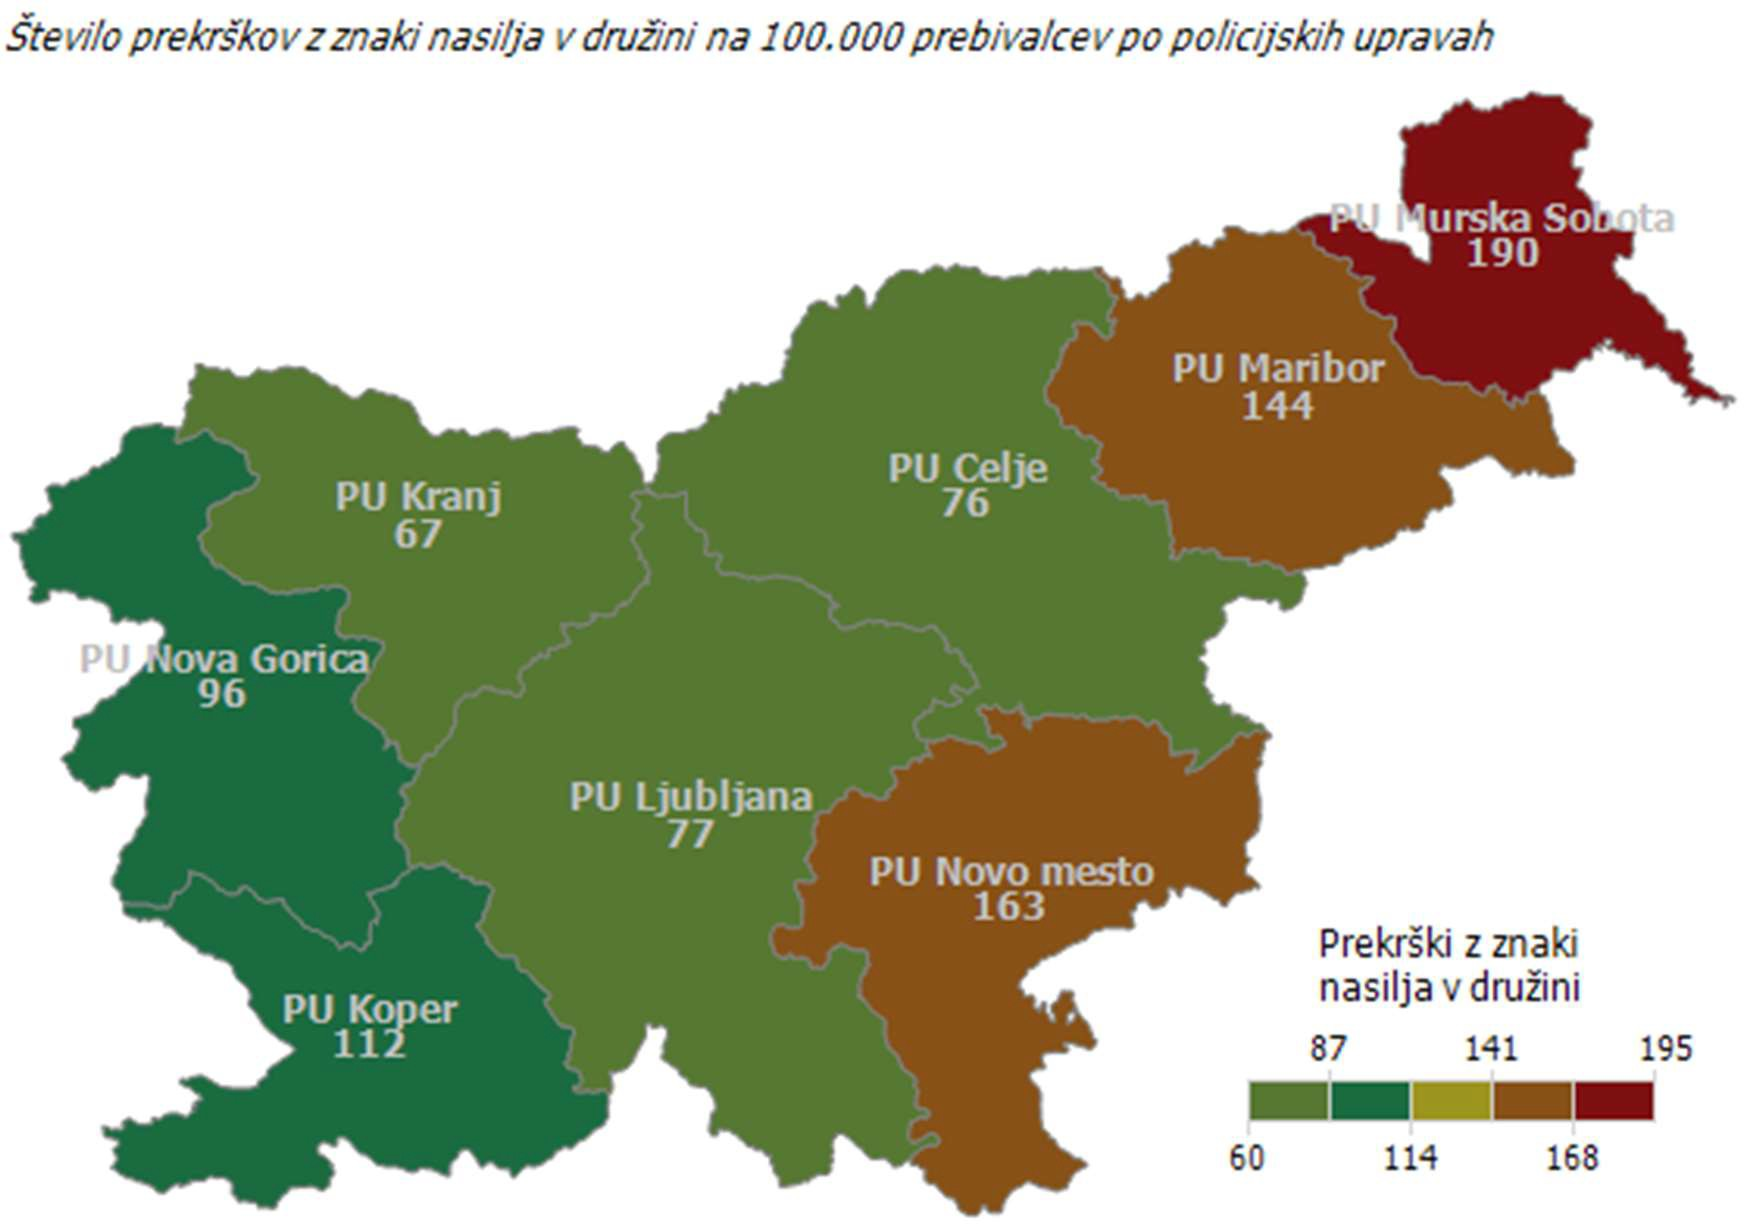 Število prekrškov z znaki nasilja v družini na 100.000 prebivalcev po policijskih upravah
PU Murska Sobota
190
PU Maribor
144
PU Celje
76
PU Kranj
67
PU Nova Gorica
96
PU Ljubljana
77
PU Novo mesto
163
PU Koper
112
Prekrški z znaki
nasilja v družini
87 141 195
60 114 168